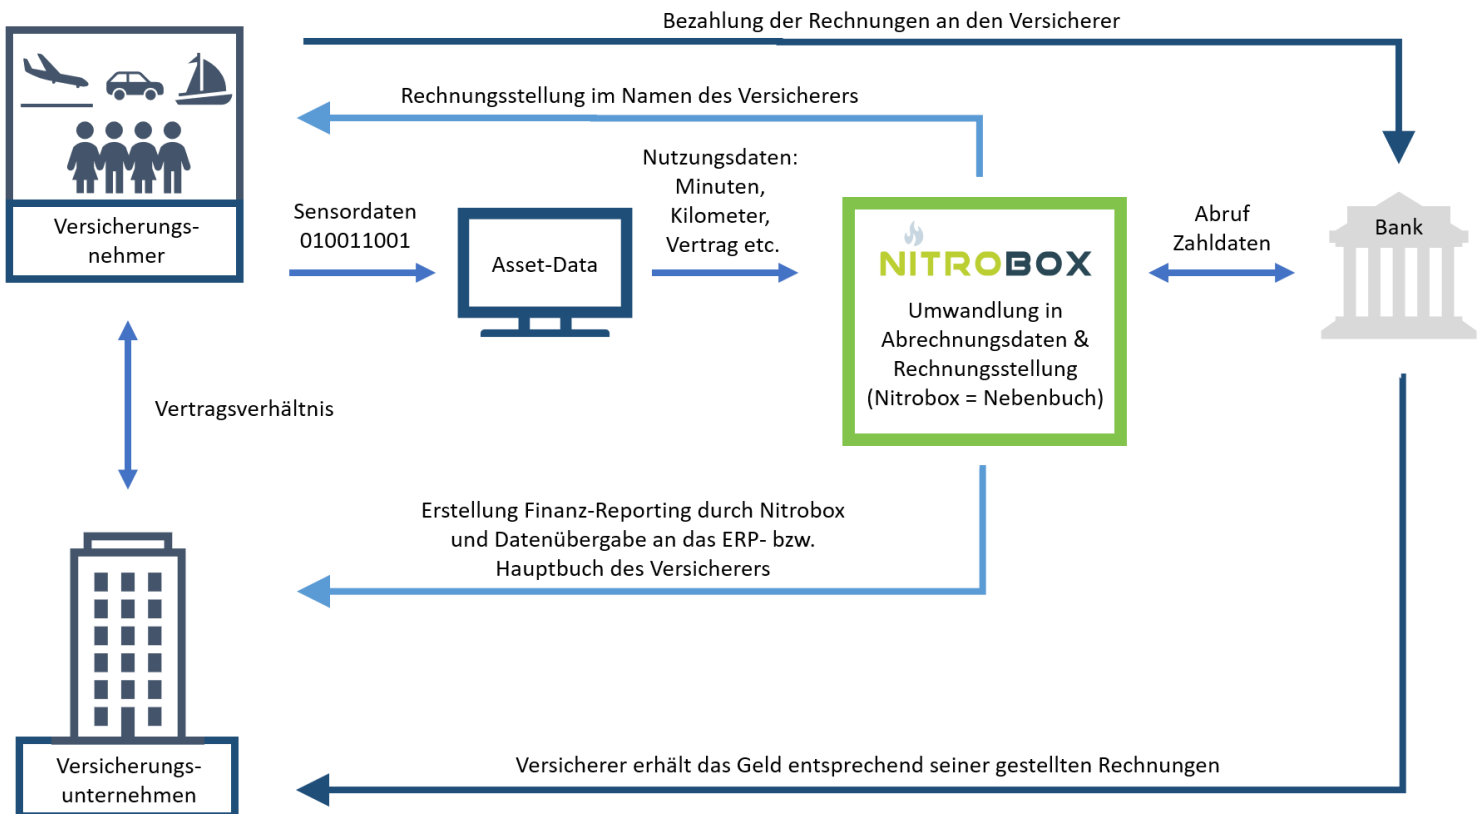 Bezahlung der Rechnungen an den Versicherer
Rechnungsstellung im Namen des Versicherers
Versicherungs-
nehmer
Sensordaten
010011001
Asset-Data
Nutzungsdaten:
Minuten,
Kilometer,
Vertrag etc.
NITROBOX
Umwandlung in
Abrechnungsdaten &
Rechnungsstellung
(Nitrobox = Nebenbuch)
Abruf
Zahldaten
Bank
Vertragsverhältnis
Erstellung Finanz-Reporting durch Nitrobox
und Datenübergabe an das ERP- bzw.
Hauptbuch des Versicherers
Versicherungs-
unternehmen
Versicherer erhält das Geld entsprechend seiner gestellten Rechnungen